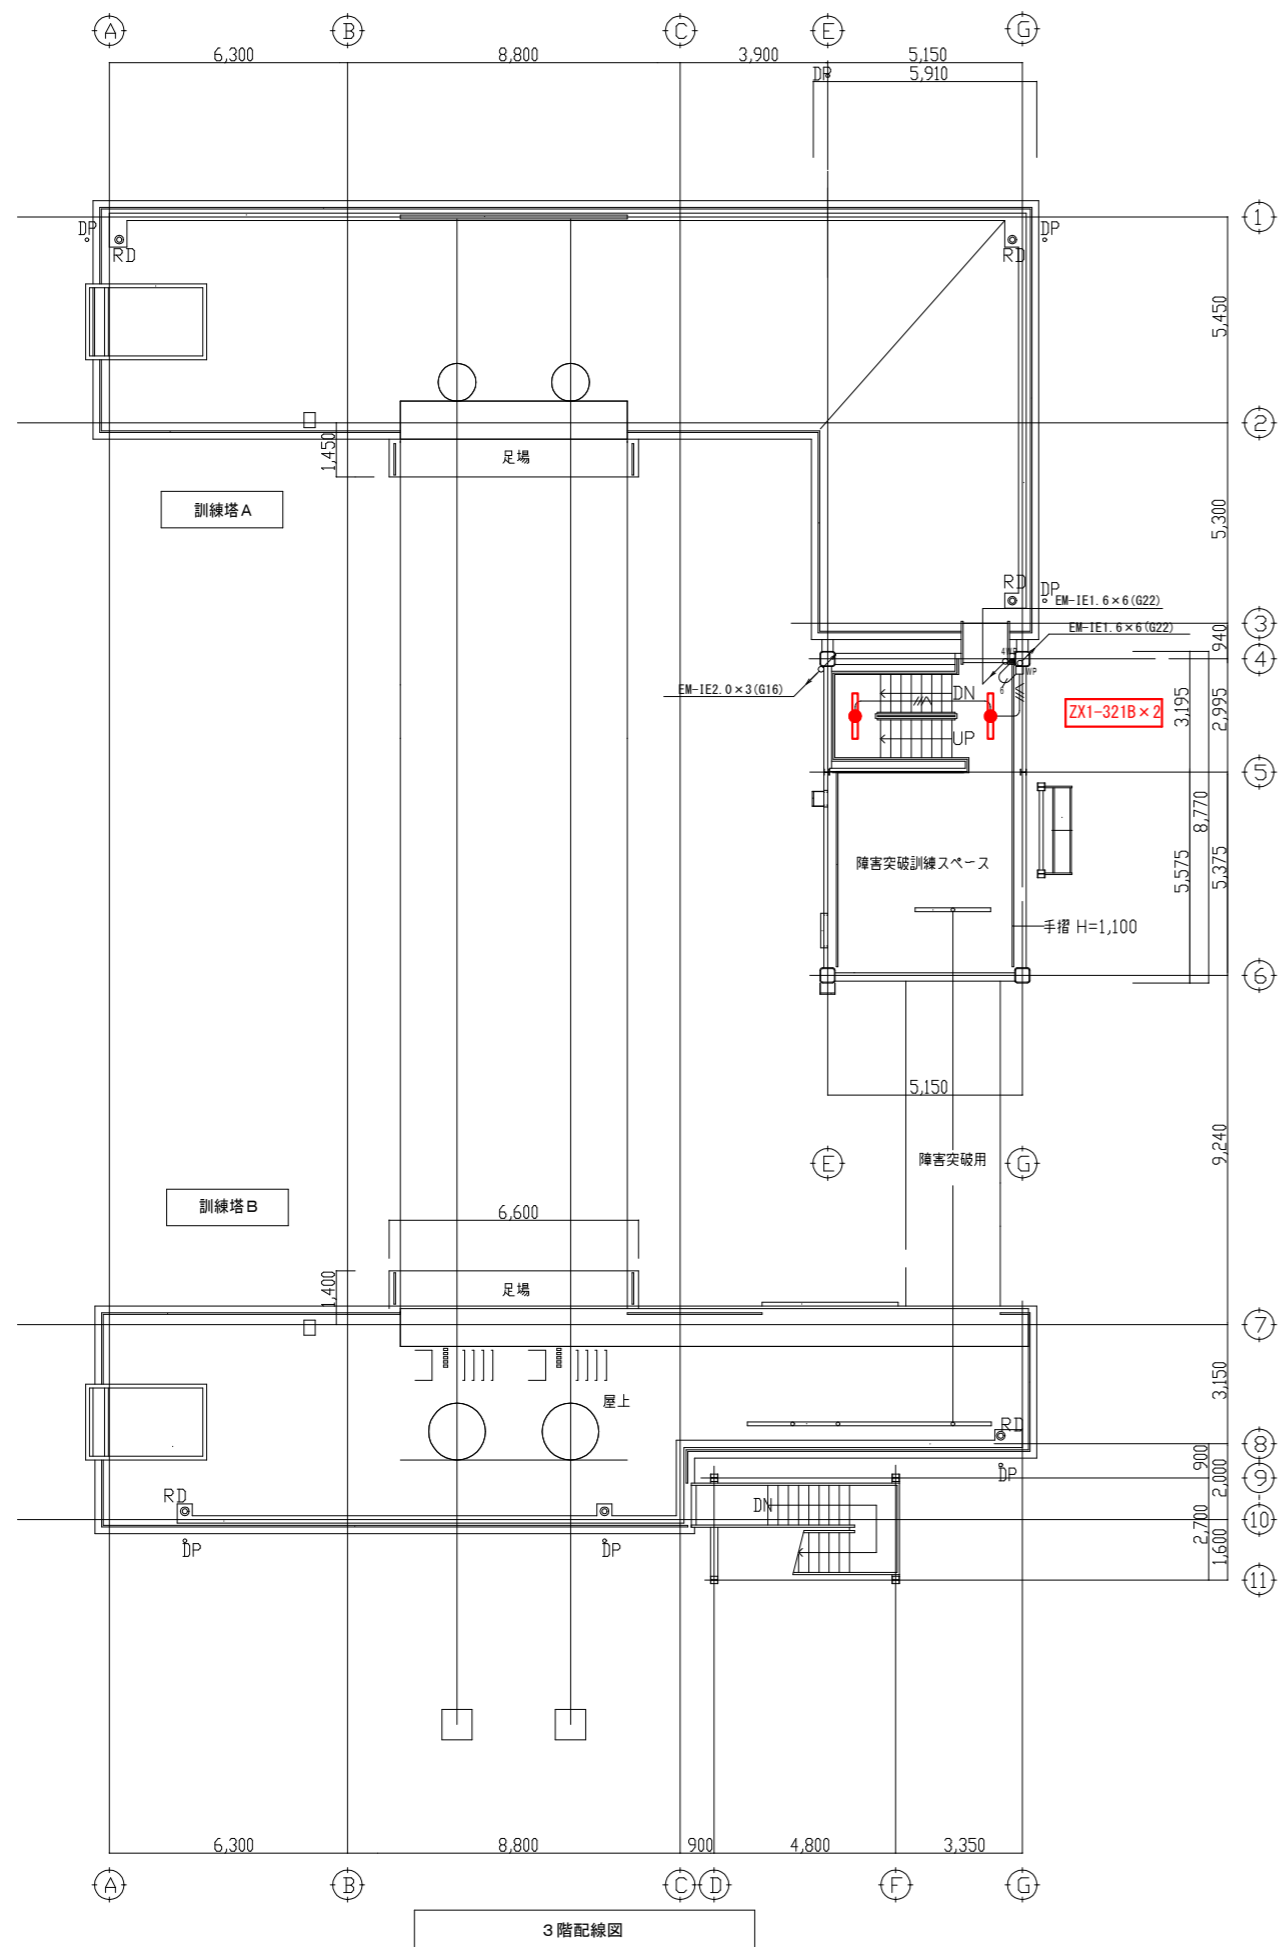 A B C E G
6,300 8,800 3,900 5,150
DP 5,910
1
DP RD RD DP
5,450
2
1,450 足場
訓練塔A
5,300
RD DP
EM-IE1.6×6(G22)
3
EM-IE1.6×6(G22)
940
4
4 WP
EM-IE2.0×3(G16)
6 WP
DN
ZX1-321B×2
3,195 2,995
UP
5
8,770
障害突破訓練スペース
5,575 5,375
手摺 H=1,100
6
5,150
9,240
E 障害突破用 G
訓練塔B
6,600
1,400 足場
7
3,150
屋上
RD
8
900
DP
9
2,000
RD DN
10
2,700
DP DP
1,600
11
6,300 8,800 900 4,800 3,350
A B C D F G
3階配線図